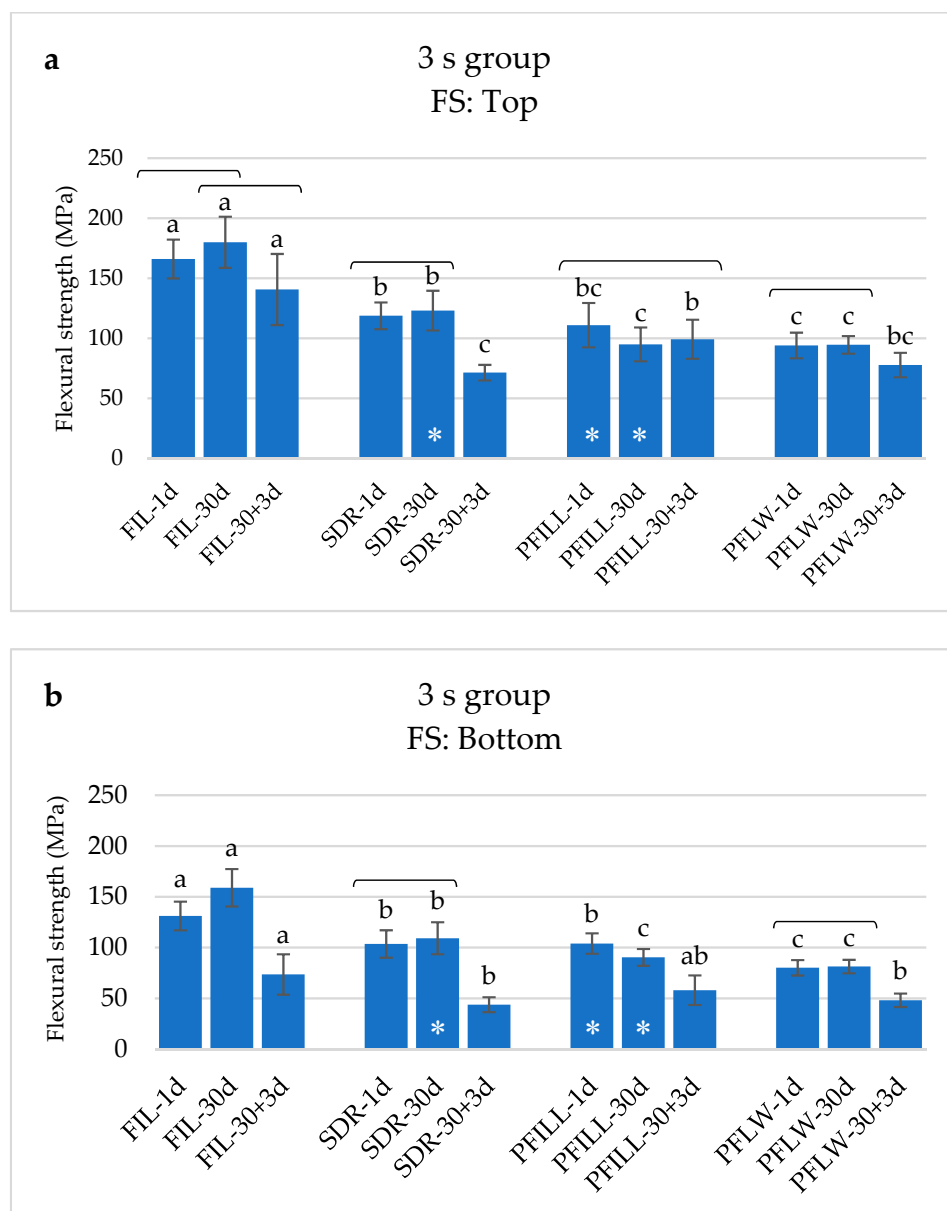 a
3 s group
FS: Top
Flexural strength (MPa)
250
200
150
100
50
0
a
a
a
b
b
c
bc
c
b
c
c
bc
*
*
*
FIL-1d
FIL-30d
FIL-30+3d
SDR-1d
SDR-30d
SDR-30+3d
PFILL-1d
PFILL-30d
PFILL-30+3d
PFLW-1d
PFLW-30d
PFLW-30+3d
b
3 s group
FS: Bottom
Flexural strength (MPa)
250
200
150
100
50
0
a
a
a
b
b
b
b
c
ab
c
c
b
*
*
*
FIL-1d
FIL-30d
FIL-30+3d
SDR-1d
SDR-30d
SDR-30+3d
PFILL-1d
PFILL-30d
PFILL-30+3d
PFLW-1d
PFLW-30d
PFLW-30+3d